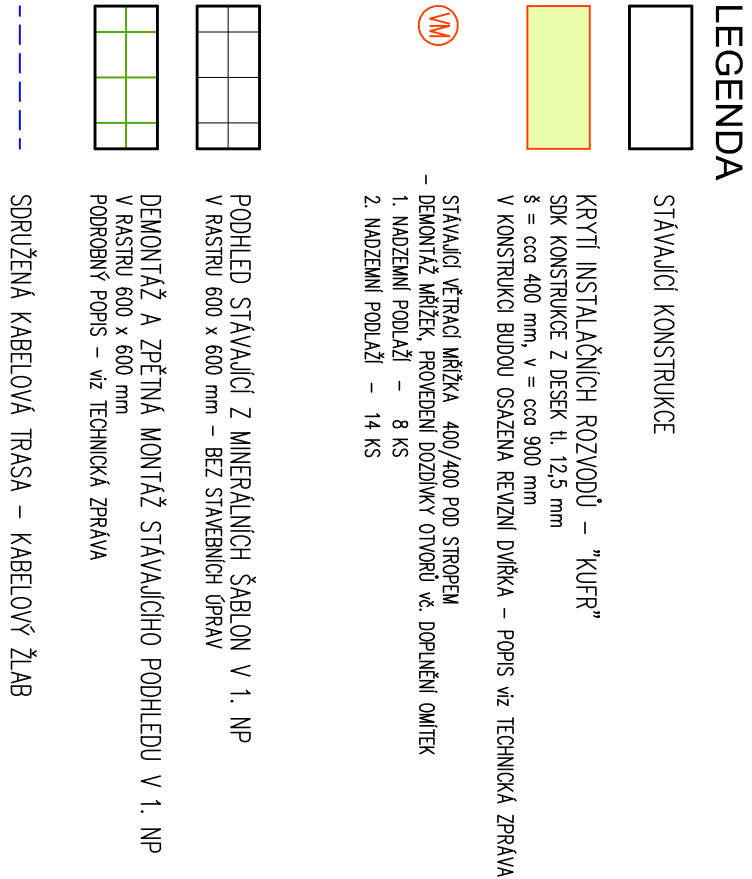 LEGENDA
STÁVAJÍCÍ KONSTRUKCE
KRYTÍ INSTALAČNÍCH ROZVODŮ – "KUFR"
SDK KONSTRUKCE Z DESEK tl. 12,5 mm
š = cca 400 mm, v = cca 900 mm
V KONSTRUKCI BUDOU OSAZENA REVIZNÍ DVÍŘKA – POPIS viz TECHNICKÁ ZPRÁVA
VM
STÁVAJÍCÍ VĚTRACÍ MŘÍŽKA 400/400 POD STROPEM
– DEMONTÁŽ MŘÍŽEK, PROVEDENÍ DOZDÍVKY OTVORŮ vč. DOPLNĚNÍ OMÍTEK
1. NADZEMNÍ PODLAŽÍ – 8 KS
2. NADZEMNÍ PODLAŽÍ – 14 KS
PODHLED STÁVAJÍCÍ Z MINERÁLNÍCH ŠABLON V 1. NP
V RASTRU 600 x 600 mm – BEZ STAVEBNÍCH ÚPRAV
DEMONTÁŽ A ZPĚTNÁ MONTÁŽ STÁVAJÍCÍHO PODHLEDU V 1. NP
V RASTRU 600 x 600 mm
PODROBNÝ POPIS – viz TECHNICKÁ ZPRÁVA
SDRUŽENÁ KABELOVÁ TRASA – KABELOVÝ ŽLAB